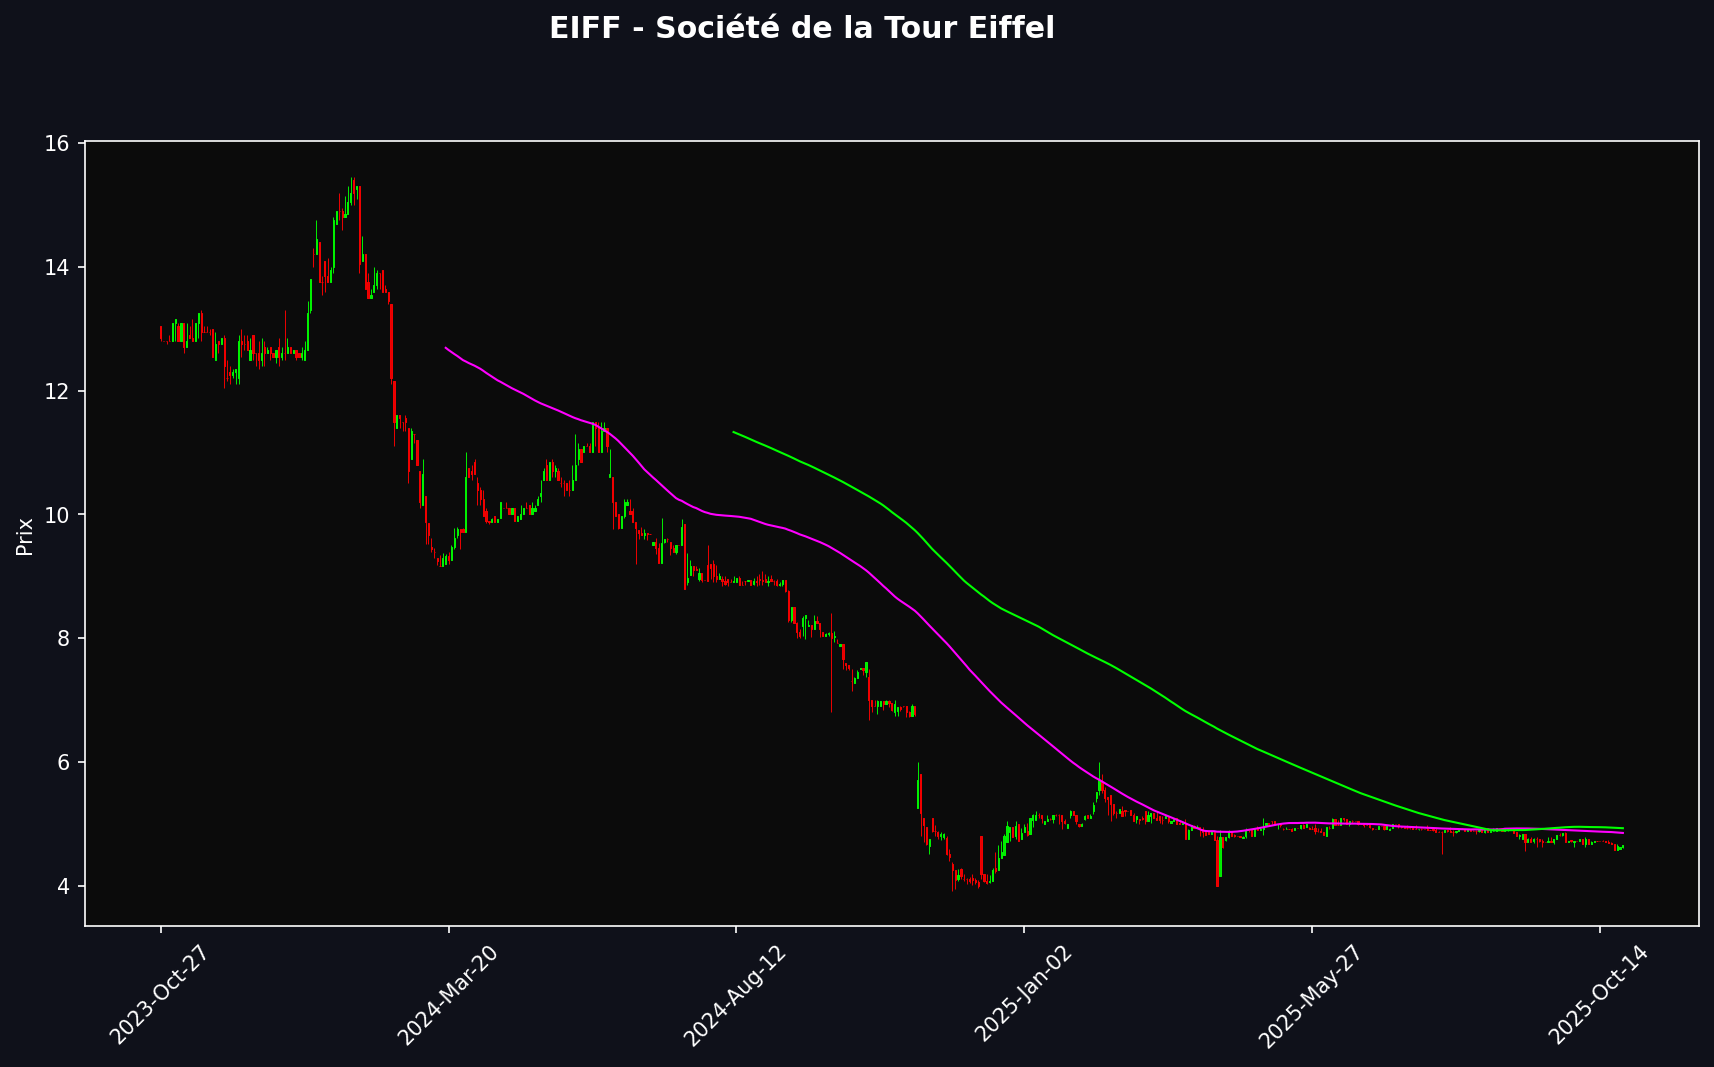 EIFF - Société de la Tour Eiffel
Prix
16
14
12
10
8
6
4
2023-Oct-27
2024-Mar-20
2024-Aug-12
2025-Jan-02
2025-May-27
2025-Oct-14